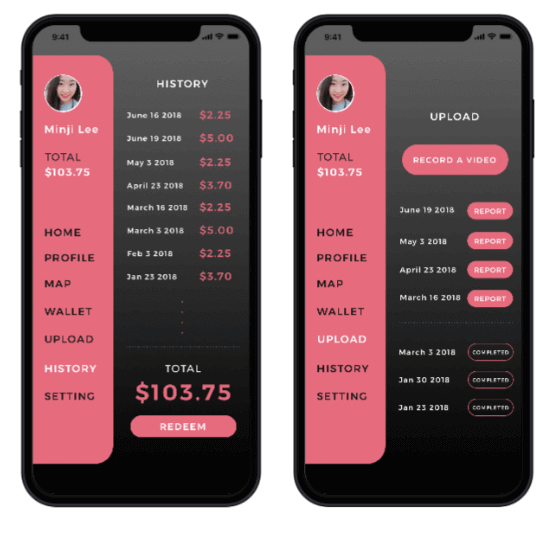 9:41
Minji Lee
TOTAL
$103.75
HOME
PROFILE
MAP
WALLET
UPLOAD
HISTORY
SETTING
HISTORY
June 16 2018 $2.25
June 19 2018 $5.00
May 3 2018 $2.25
April 23 2018 $3.70
March 16 2018 $2.25
March 3 2018 $5.00
Feb 3 2018 $2.25
Jan 23 2018 $3.70
TOTAL
$103.75
REDEEM
9:41
Minji Lee
TOTAL
$103.75
HOME
PROFILE
MAP
WALLET
UPLOAD
HISTORY
SETTING
UPLOAD
RECORD A VIDEO
June 19 2018 REPORT
May 3 2018 REPORT
April 23 2018 REPORT
March 16 2018 REPORT
March 3 2018 COMPLETED
Jan 30 2018 COMPLETED
Jan 23 2018 COMPLETED